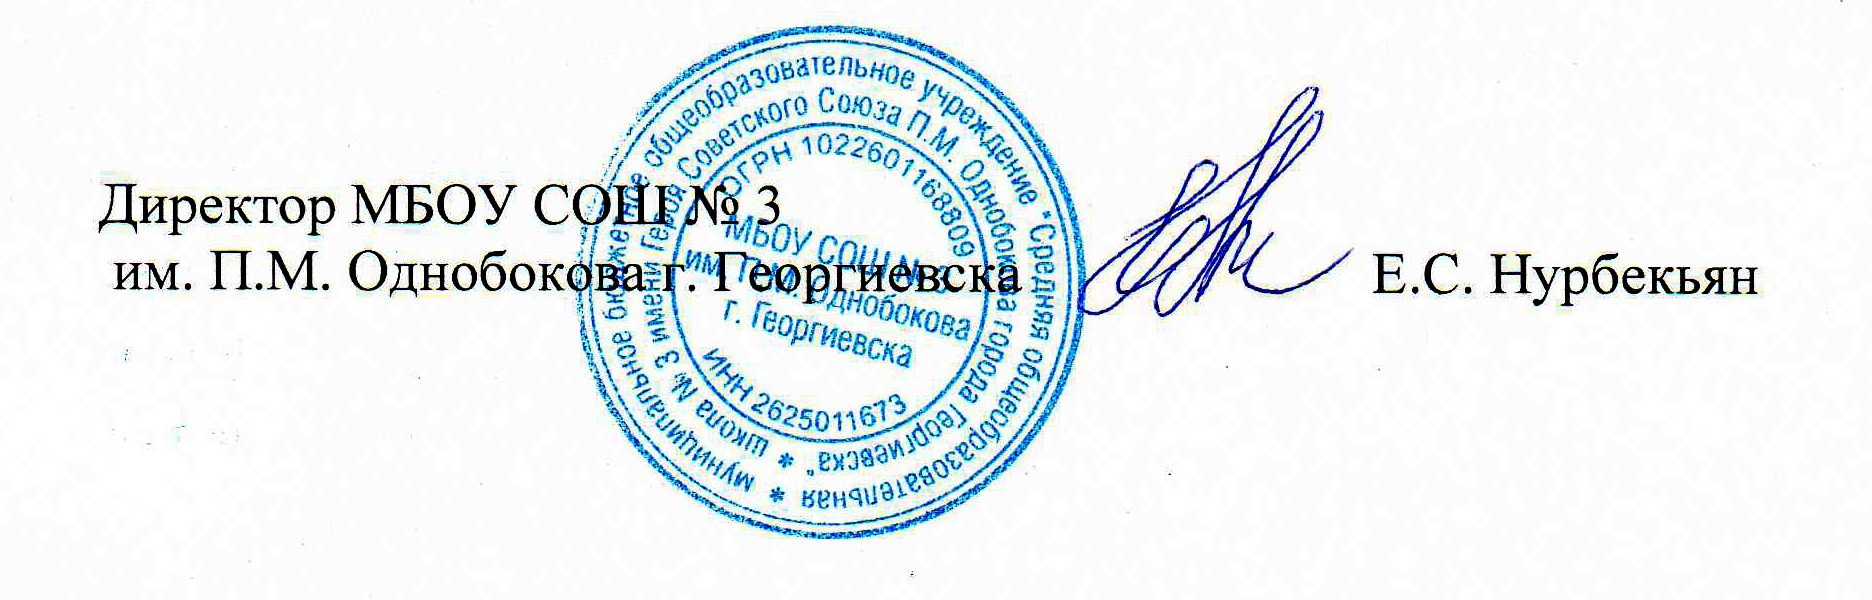 Директор МБОУ СОШ № 3
им. П.М. Однобокова г. Георгиевска
Е.С. Нурбекьян
муниципальное бюджетное общеобразовательное учреждение "Средняя общеобразовательная
школа № 3 имени Героя Советского Союза П.М. Однобокова города Георгиевска"
ОГРН 1022601168809
МБОУ СОШ № 3
им. П.М. Однобокова
г. Георгиевска
ИНН 2625011673